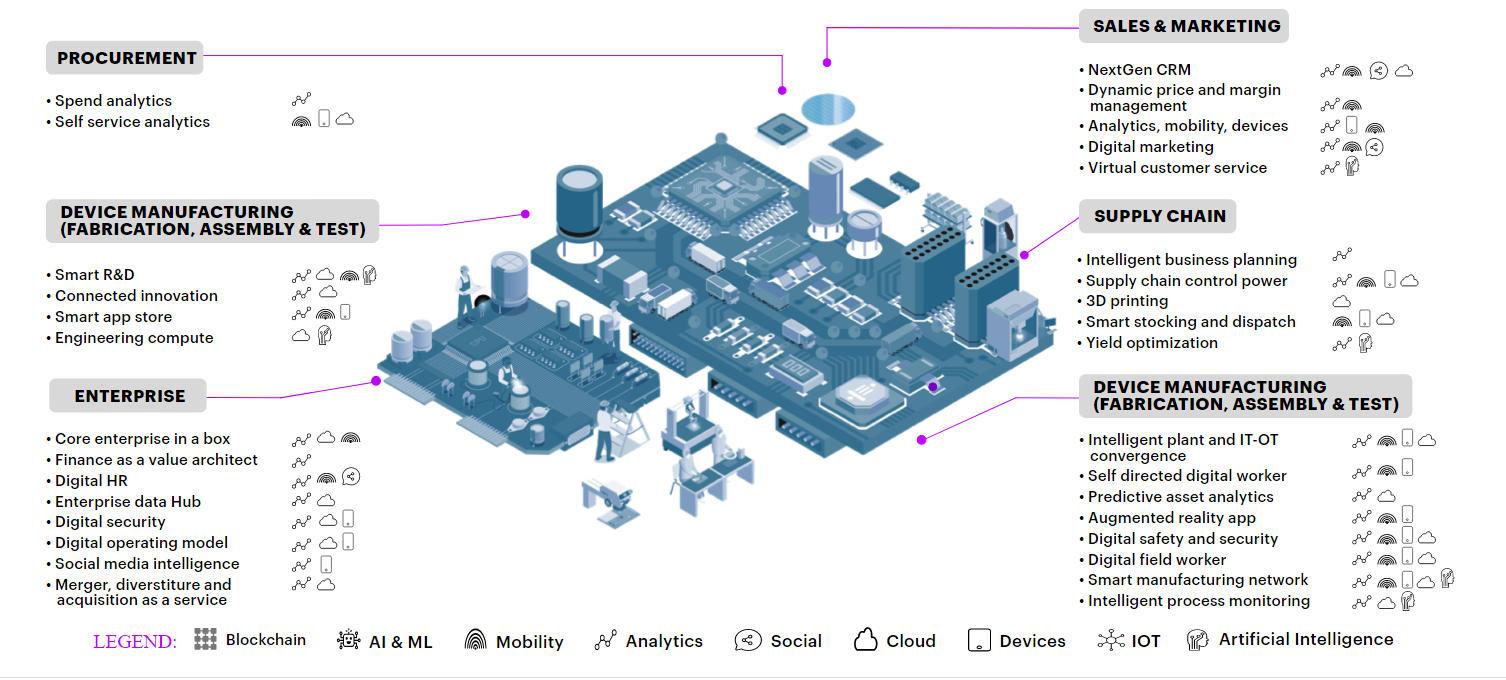 PROCUREMENT
• Spend analytics
• Self service analytics
DEVICE MANUFACTURING
(FABRICATION, ASSEMBLY & TEST)
• Smart R&D
• Connected innovation
• Smart app store
• Engineering compute
ENTERPRISE
• Core enterprise in a box
• Finance as a value architect
• Digital HR
• Enterprise data Hub
• Digital security
• Digital operating model
• Social media intelligence
• Merger, diverstiture and
acquisition as a service
SALES & MARKETING
• NextGen CRM
• Dynamic price and margin
management
• Analytics, mobility, devices
• Digital marketing
• Virtual customer service
SUPPLY CHAIN
• Intelligent business planning
• Supply chain control power
• 3D printing
• Smart stocking and dispatch
• Yield optimization
DEVICE MANUFACTURING
(FABRICATION, ASSEMBLY & TEST)
• Intelligent plant and IT-OT
convergence
• Self directed digital worker
• Predictive asset analytics
• Augmented reality app
• Digital safety and security
• Digital field worker
• Smart manufacturing network
• Intelligent process monitoring
CPU
LEGEND: Blockchain AI & ML Mobility Analytics Social Cloud Devices IOT Artificial Intelligence